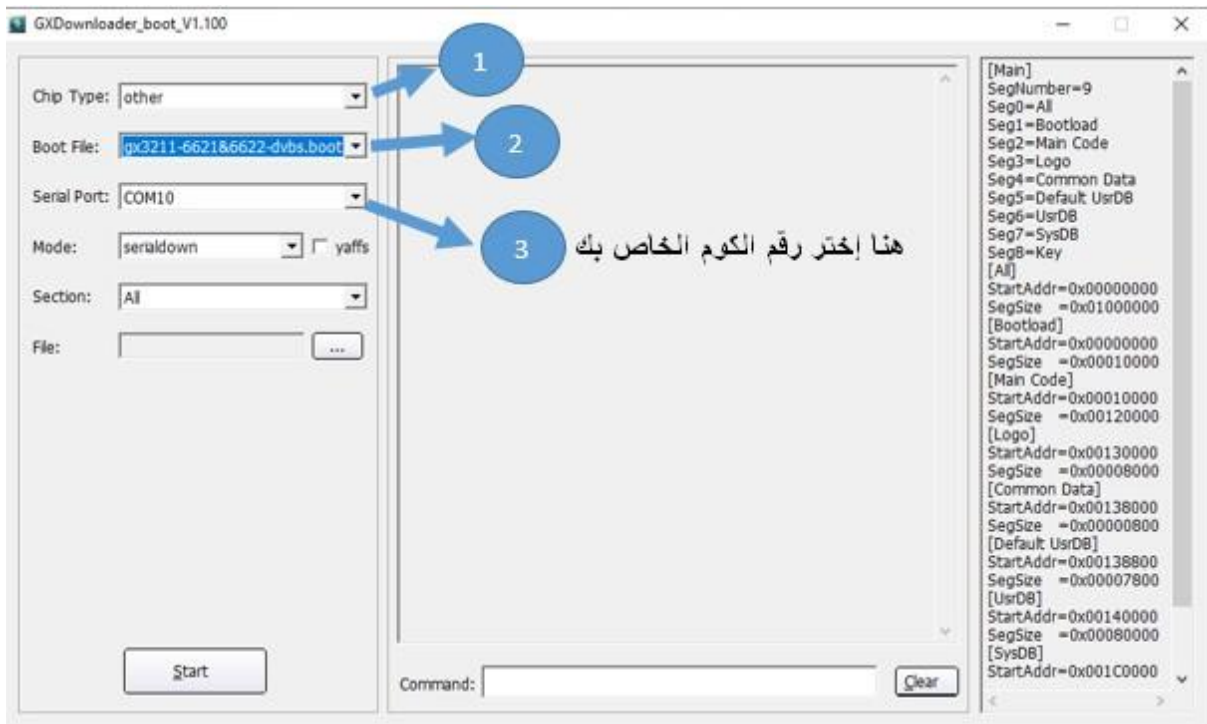 GXDownloader_boot_V1.100
Chip Type: other
Boot File: gx3211-6621&6622-dvbs.boot
Serial Port: COM10
Mode: serialdown yaffs
Section: All
File: ...
Start
1
2
3 هنا إختر رقم الكوم الخاص بك
Command: Clear
[Main]
SegNumber=9
Seg0=All
Seg1=Bootload
Seg2=Main Code
Seg3=Logo
Seg4=Common Data
Seg5=Default UsrDB
Seg6=UsrDB
Seg7=SysDB
Seg8=Key
[All]
StartAddr=0x00000000
SegSize =0x01000000
[Bootload]
StartAddr=0x00000000
SegSize =0x00010000
[Main Code]
StartAddr=0x00010000
SegSize =0x00120000
[Logo]
StartAddr=0x00130000
SegSize =0x00008000
[Common Data]
StartAddr=0x00138000
SegSize =0x00000800
[Default UsrDB]
StartAddr=0x00138800
SegSize =0x00007800
[UsrDB]
StartAddr=0x00140000
SegSize =0x00080000
[SysDB]
StartAddr=0x001C0000